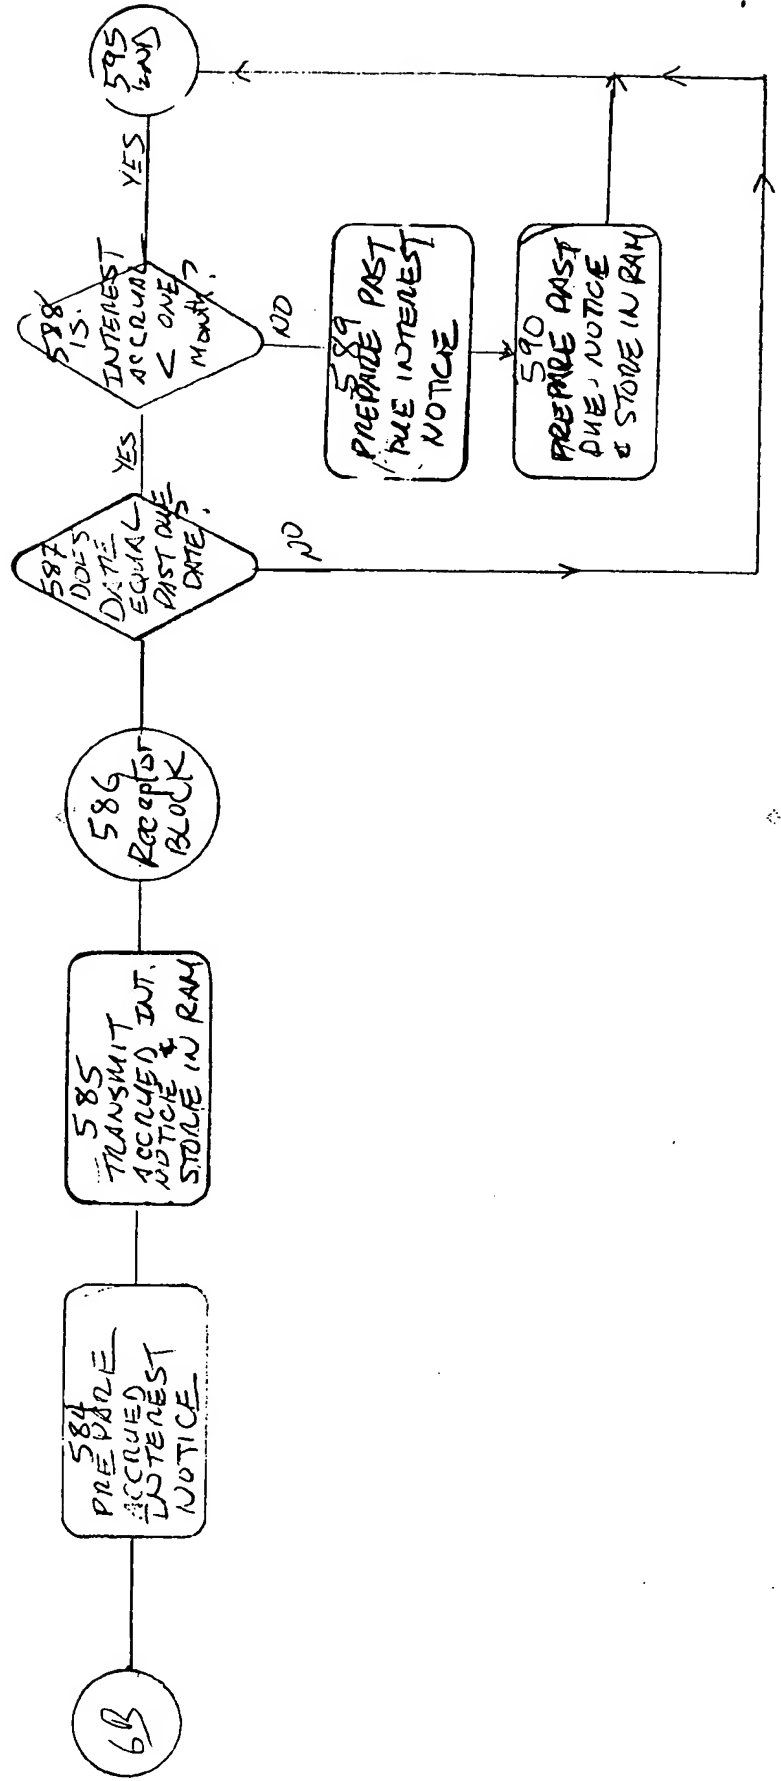 6B
584
PREPARE
ACCRUED
INTEREST
NOTICE
585
TRANSMIT
ACCRUED INT.
NOTICE &
STORE IN RAM
586
Receptor
BLOCK
587
DOES
DATE
EQUAL
PAST DUE
DATE?
YES
NO
588
IS
INTEREST
ACCRUAL
< ONE
Month?
YES
NO
589
PREPARE PAST
DUE INTEREST
NOTICE
590
PREPARE PAST
DUE NOTICE
& STORE IN RAM
595
END